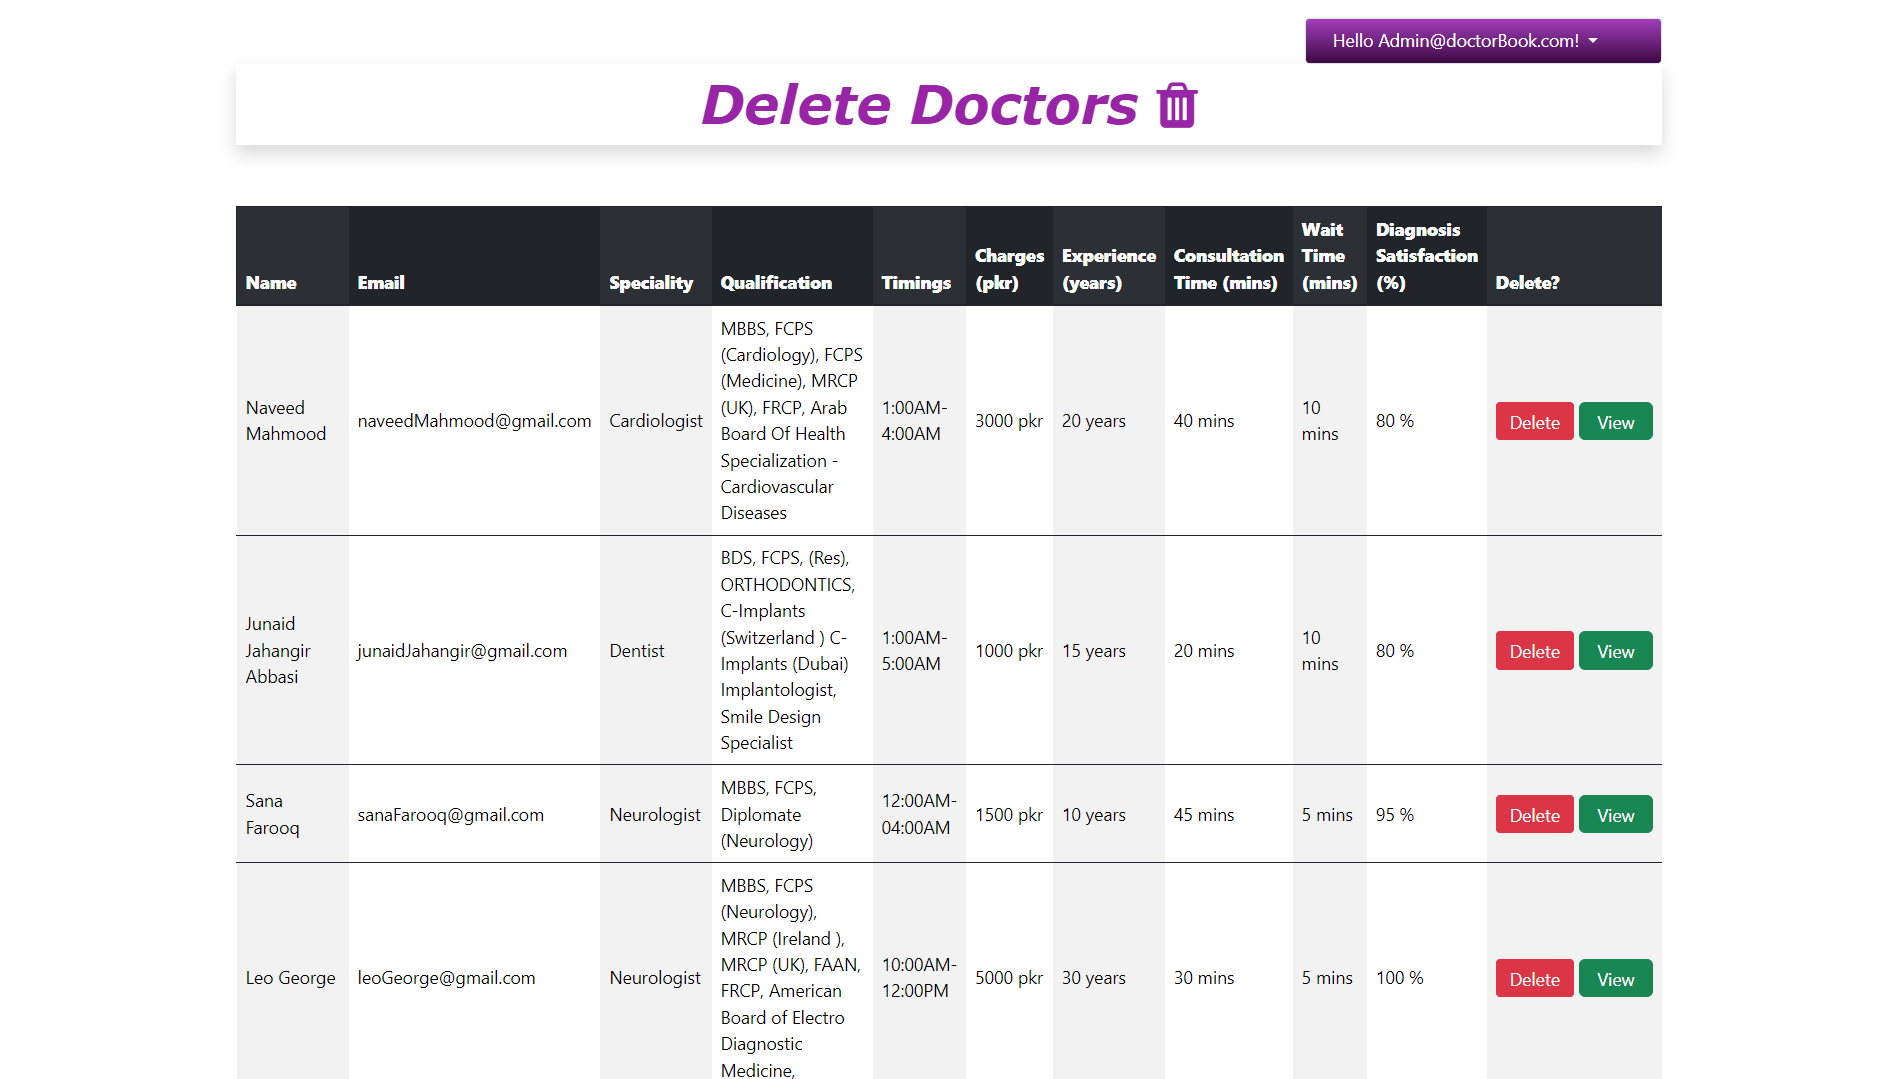 Hello Admin@doctorBook.com!
Delete Doctors
Name Email Speciality Qualification Timings Charges (pkr) Experience (years) Consultation Time (mins) Wait Time (mins) Diagnosis Satisfaction (%) Delete?
Naveed
Mahmood
naveedMahmood@gmail.com
Cardiologist
MBBS, FCPS
(Cardiology), FCPS
(Medicine), MRCP
(UK), FRCP, Arab
Board Of Health
Specialization -
Cardiovascular
Diseases
1:00AM-
4:00AM
3000 pkr
20 years
40 mins
10
mins
80 %
Delete
View
Junaid
Jahangir
Abbasi
junaidJahangir@gmail.com
Dentist
BDS, FCPS, (Res),
ORTHODONTICS,
C-Implants
(Switzerland ) C-
Implants (Dubai)
Implantologist,
Smile Design
Specialist
1:00AM-
5:00AM
1000 pkr
15 years
20 mins
10
mins
80 %
Delete
View
Sana
Farooq
sanaFarooq@gmail.com
Neurologist
MBBS, FCPS,
Diplomate
(Neurology)
12:00AM-
04:00AM
1500 pkr
10 years
45 mins
5 mins
95 %
Delete
View
Leo George
leoGeorge@gmail.com
Neurologist
MBBS, FCPS
(Neurology),
MRCP (Ireland ),
MRCP (UK), FAAN,
FRCP, American
Board of Electro
Diagnostic
Medicine,
10:00AM-
12:00PM
5000 pkr
30 years
30 mins
5 mins
100 %
Delete
View